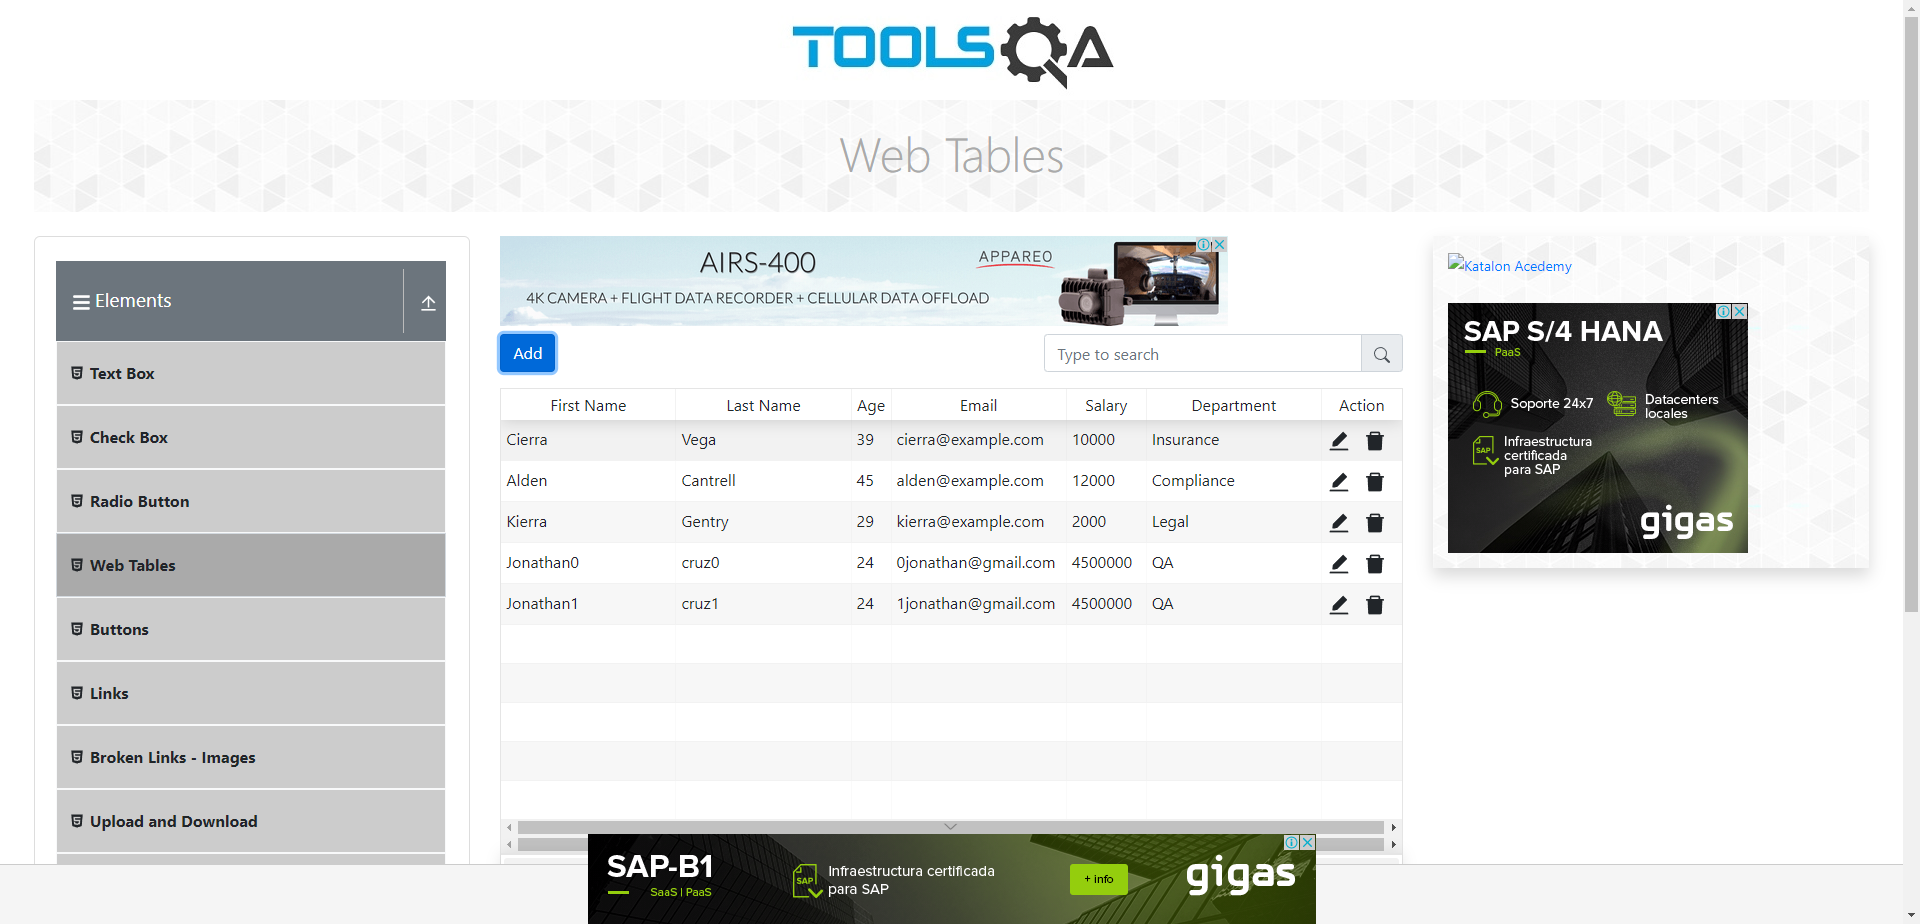 TOOLSQA
Web Tables
Elements
Text Box
Check Box
Radio Button
Web Tables
Buttons
Links
Broken Links - Images
Upload and Download
AIRS-400
4K CAMERA + FLIGHT DATA RECORDER + CELLULAR DATA OFFLOAD
APPAREO
Add
Type to search
First Name Last Name Age Email Salary Department Action
Cierra Vega 39 cierra@example.com 10000 Insurance
Alden Cantrell 45 alden@example.com 12000 Compliance
Kierra Gentry 29 kierra@example.com 2000 Legal
Jonathan0 cruz0 24 0jonathan@gmail.com 4500000 QA
Jonathan1 cruz1 24 1jonathan@gmail.com 4500000 QA
Katalon Acedemy
SAP S/4 HANA
PaaS
Soporte 24x7
Datacenters
locales
SAP
Infraestructura
certificada
para SAP
gigas
SAP-B1
SaaS | PaaS
SAP
Infraestructura certificada
para SAP
+ info
gigas